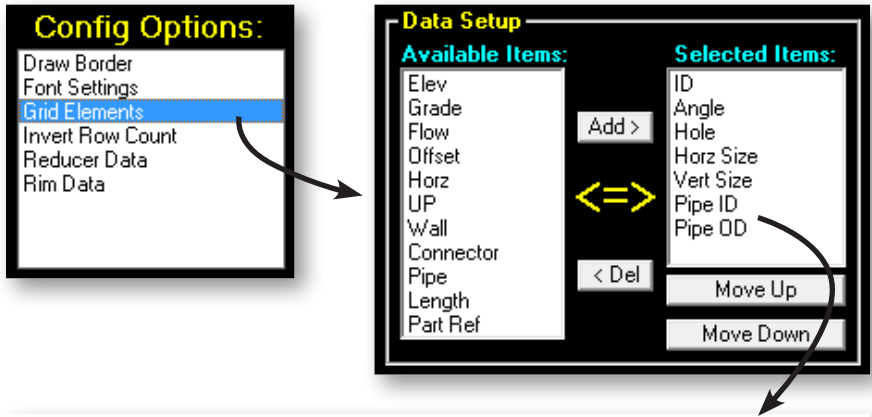 Config Options:
Draw Border
Font Settings
Grid Elements
Invert Row Count
Reducer Data
Rim Data
Data Setup
Available Items:
Elev
Grade
Flow
Offset
Horz
UP
Wall
Connector
Pipe
Length
Part Ref
Add >
<=>
< Del
Selected Items:
ID
Angle
Hole
Horz Size
Vert Size
Pipe ID
Pipe OD
Move Up
Move Down